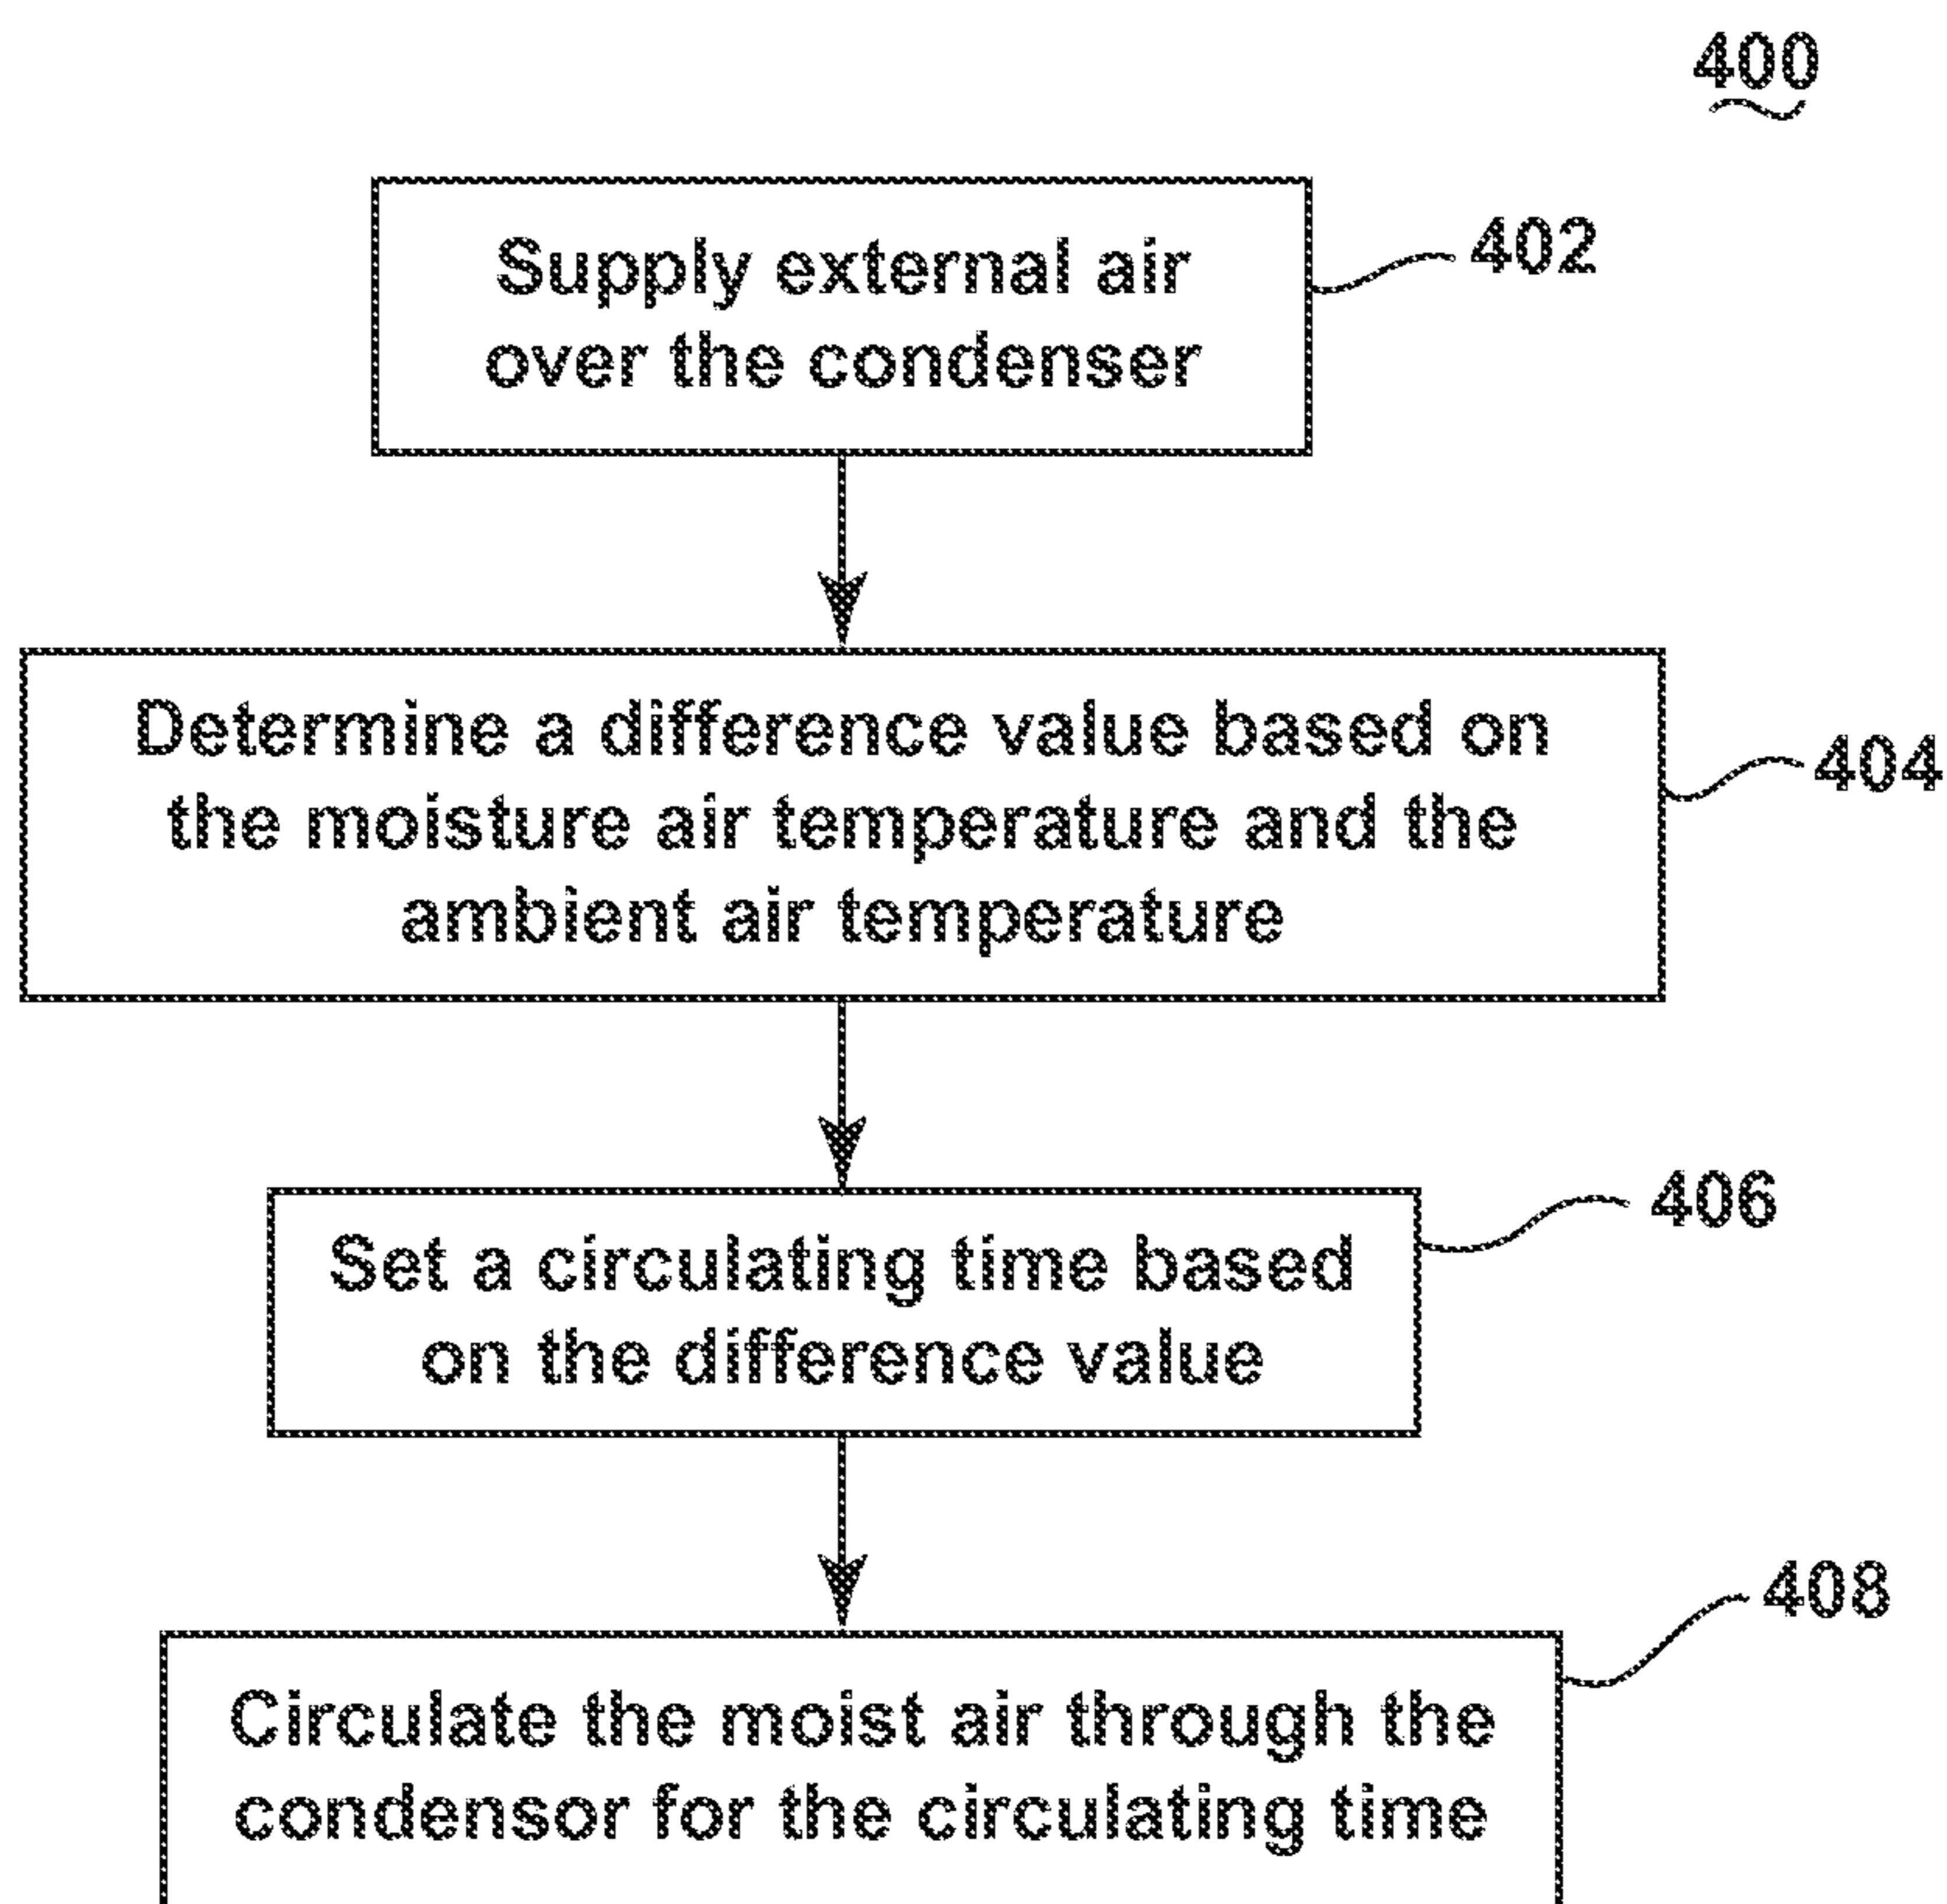 400
Supply external air
over the condenser
402
Determine a difference value based on
the moisture air temperature and the
ambient air temperature
404
Set a circulating time based
on the difference value
406
Circulate the moist air through the
condensor for the circulating time
408